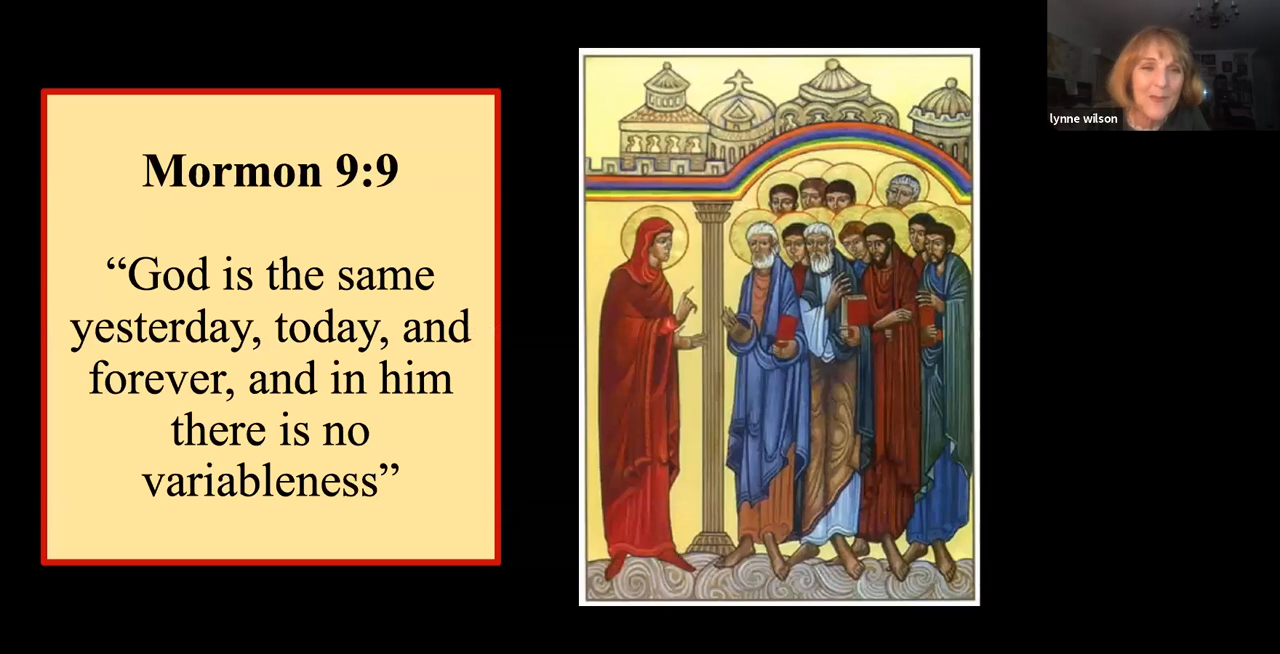 Mormon 9:9
“God is the same
yesterday, today, and
forever, and in him
there is no
variableness”
lynne wilson